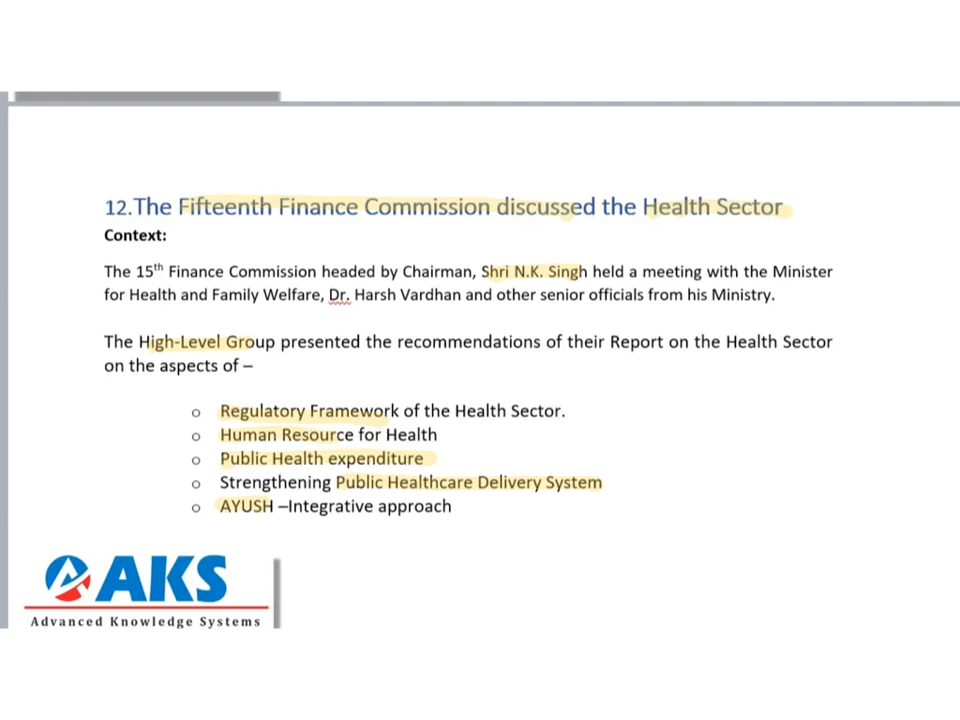 12.The Fifteenth Finance Commission discussed the Health Sector
Context:
The 15th Finance Commission headed by Chairman, Shri N.K. Singh held a meeting with the Minister
for Health and Family Welfare, Dr. Harsh Vardhan and other senior officials from his Ministry.
The High-Level Group presented the recommendations of their Report on the Health Sector
on the aspects of –
o Regulatory Framework of the Health Sector.
o Human Resource for Health
o Public Health expenditure
o Strengthening Public Healthcare Delivery System
o AYUSH –Integrative approach
AKS
Advanced Knowledge Systems